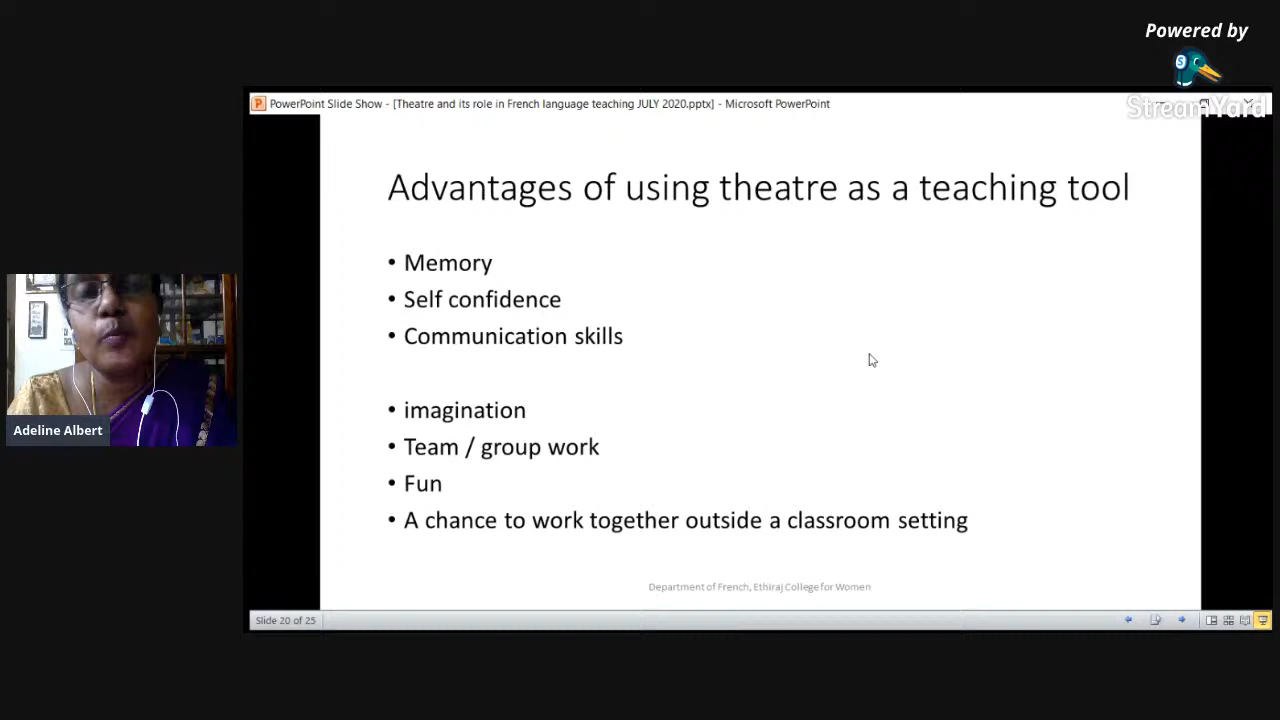 Powered by
StreamYard
PowerPoint Slide Show - [Theatre and its role in French language teaching JULY 2020.pptx] - Microsoft PowerPoint
Advantages of using theatre as a teaching tool
• Memory
• Self confidence
• Communication skills
• imagination
• Team / group work
• Fun
• A chance to work together outside a classroom setting
Adeline Albert
Department of French, Ethiraj College for Women
Slide 20 of 25